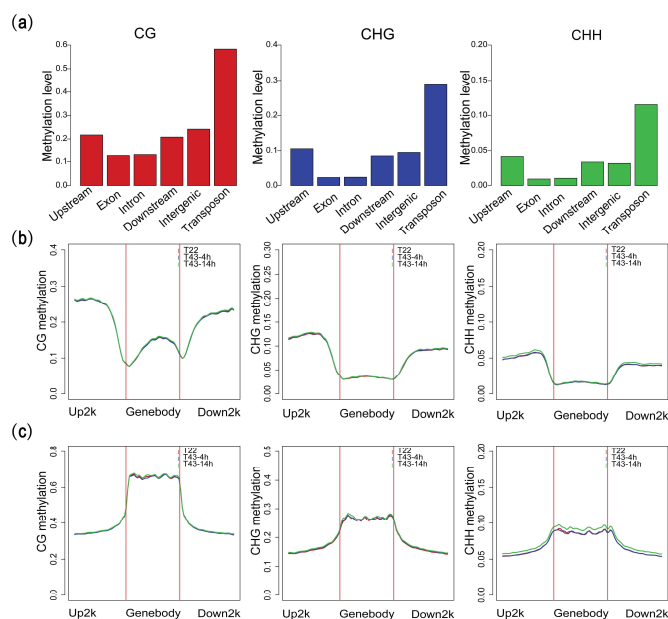 (a)
CG
CHG
CHH
Methylation level
0.6
0.5
0.4
0.3
0.2
0.1
0.0
Upstream
Exon
Intron
Downstream
Intergenic
Transposon
Methylation level
0.4
0.3
0.2
0.1
0.0
Upstream
Exon
Intron
Downstream
Intergenic
Transposon
Methylation level
0.20
0.15
0.10
0.05
0.00
Upstream
Exon
Intron
Downstream
Intergenic
Transposon
(b)
CG methylation
0.4
0.3
0.2
0.1
0.0
T22
T43-4h
T43-14h
Up2k Genebody Down2k
CHG methylation
0.30
0.25
0.20
0.15
0.10
0.05
0.00
T22
T43-4h
T43-14h
Up2k Genebody Down2k
CHH methylation
0.20
0.15
0.10
0.05
0.00
T22
T43-4h
T43-14h
Up2k Genebody Down2k
(c)
CG methylation
0.8
0.6
0.4
0.2
0.0
T22
T43-4h
T43-14h
Up2k Genebody Down2k
CHG methylation
0.5
0.4
0.3
0.2
0.1
0.0
T22
T43-4h
T43-14h
Up2k Genebody Down2k
CHH methylation
0.20
0.15
0.10
0.05
0.00
T22
T43-4h
T43-14h
Up2k Genebody Down2k